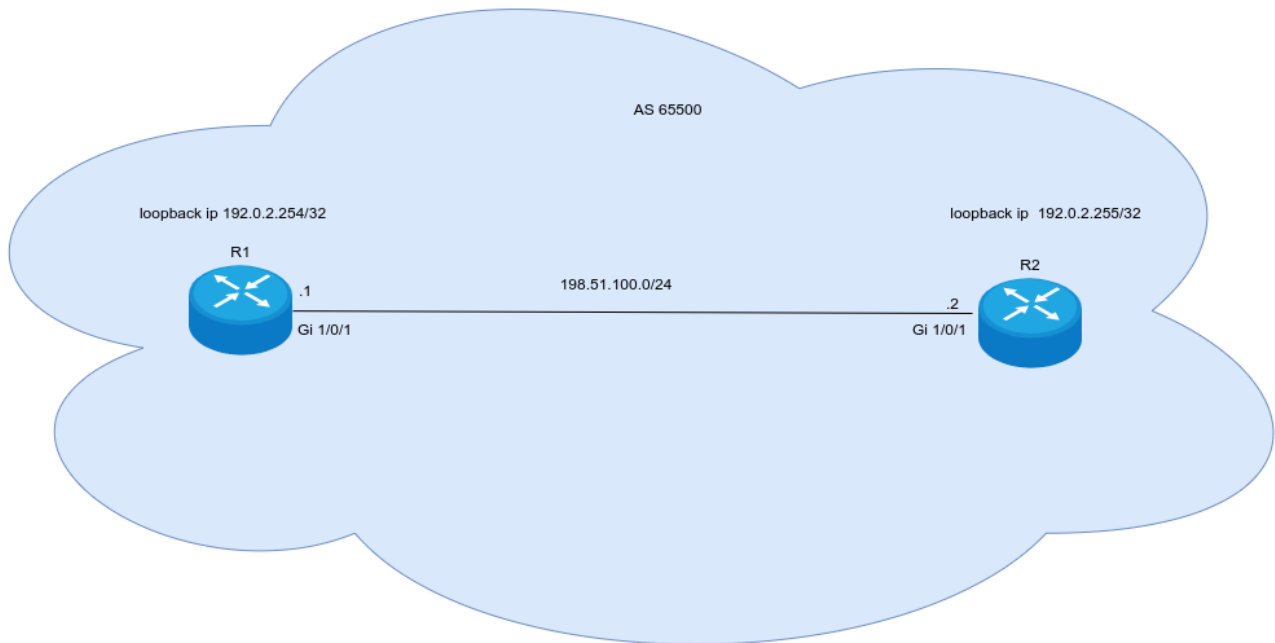 AS 65500
loopback ip 192.0.2.254/32
loopback ip  192.0.2.255/32
R1
R2
.1
198.51.100.0/24
.2
Gi 1/0/1
Gi 1/0/1